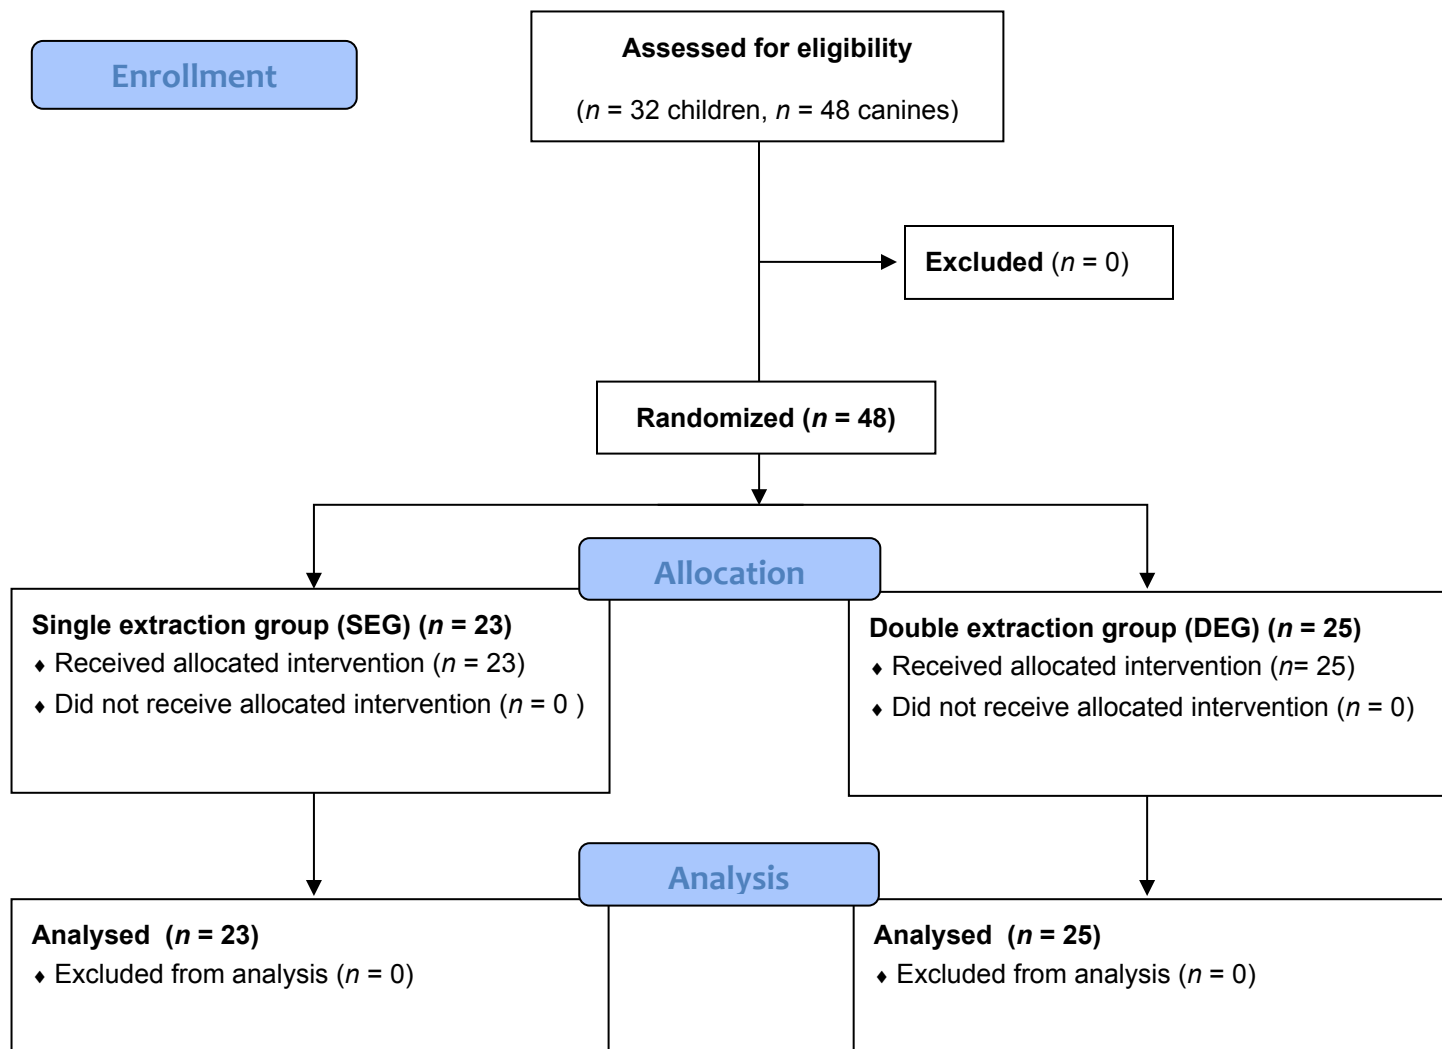 Enrollment
Assessed for eligibility
(n = 32 children, n = 48 canines)
Excluded (n = 0)
Randomized (n = 48)
Allocation
Single extraction group (SEG) (n = 23)
♦ Received allocated intervention (n = 23)
♦ Did not receive allocated intervention (n = 0 )
Double extraction group (DEG) (n = 25)
♦ Received allocated intervention (n= 25)
♦ Did not receive allocated intervention (n = 0)
Analysis
Analysed (n = 23)
♦ Excluded from analysis (n = 0)
Analysed (n = 25)
♦ Excluded from analysis (n = 0)